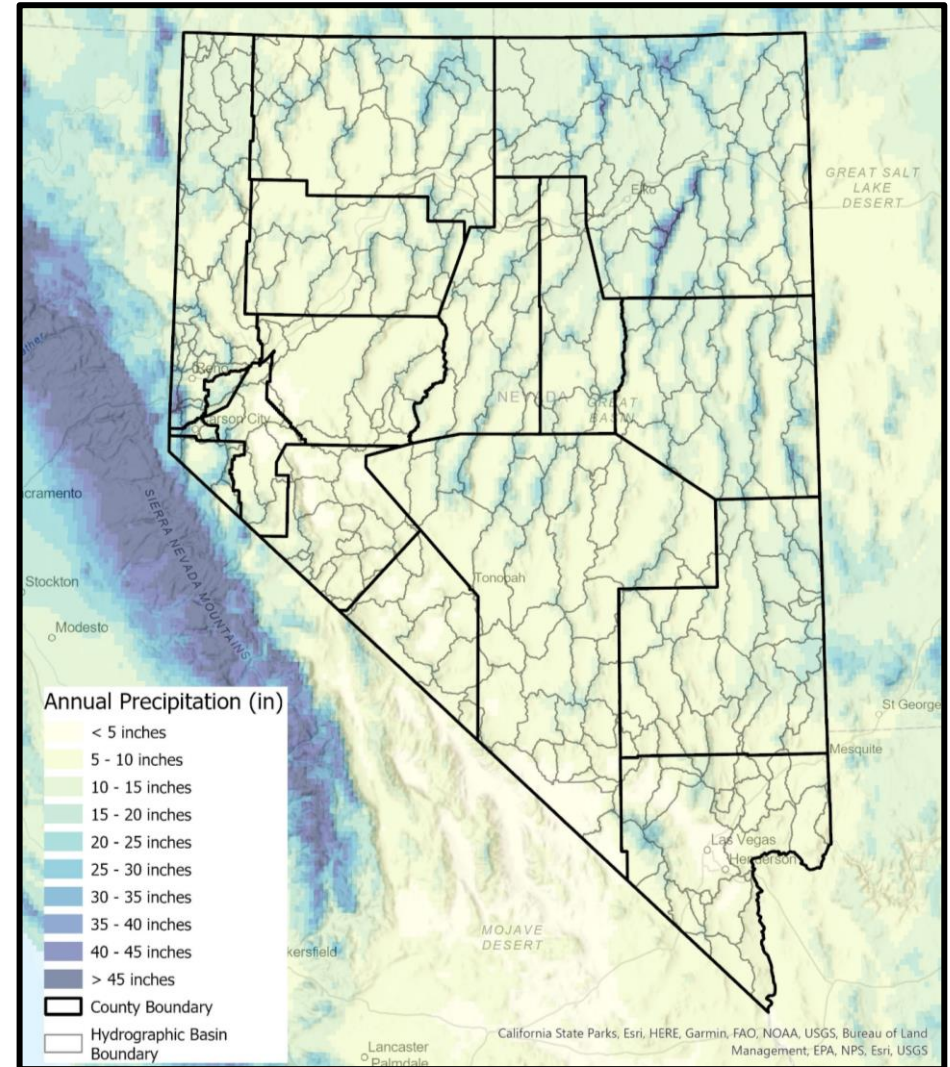 GREAT SALT
LAKE
DESERT
Elko
NEVADA
GREAT
BASIN
Reno
arson City
cramento
SIERRA NEVADA MOUNTAINS
Stockton
Modesto
Tonopah
St George
Mesquite
Las Vegas
Henderson
MOJAVE
DESERT
kersfield
Lancaster
Palmdale
Annual Precipitation (in)
< 5 inches
5 - 10 inches
10 - 15 inches
15 - 20 inches
20 - 25 inches
25 - 30 inches
30 - 35 inches
35 - 40 inches
40 - 45 inches
> 45 inches
County Boundary
Hydrographic Basin
Boundary
California State Parks, Esri, HERE, Garmin, FAO, NOAA, USGS, Bureau of Land
Management, EPA, NPS, Esri, USGS